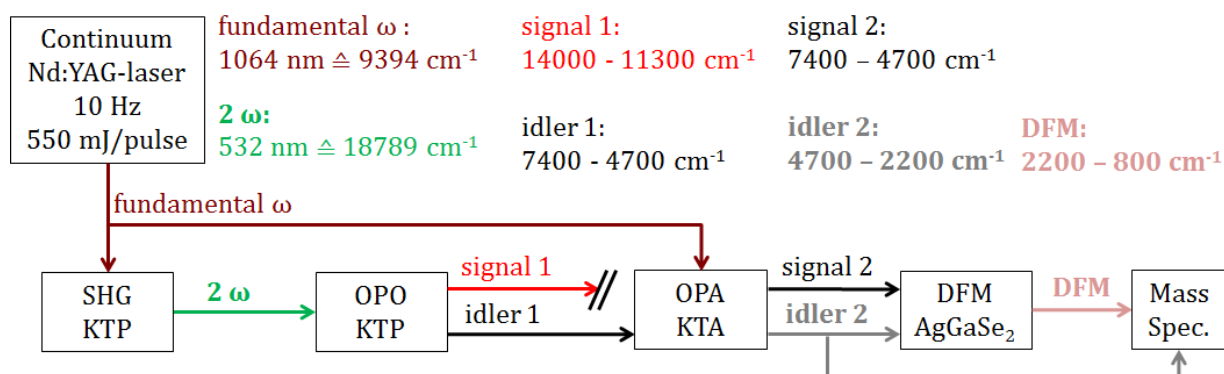 Continuum
Nd:YAG-laser
10 Hz
550 mJ/pulse
fundamental ω :
1064 nm ≙ 9394 cm⁻¹
signal 1:
14000 - 11300 cm⁻¹
signal 2:
7400 – 4700 cm⁻¹
2 ω:
532 nm ≙ 18789 cm⁻¹
idler 1:
7400 - 4700 cm⁻¹
idler 2:
4700 – 2200 cm⁻¹
DFM:
2200 – 800 cm⁻¹
fundamental ω
SHG
KTP
2 ω
OPO
KTP
signal 1
idler 1
OPA
KTA
signal 2
idler 2
DFM
AgGaSe₂
DFM
Mass
Spec.